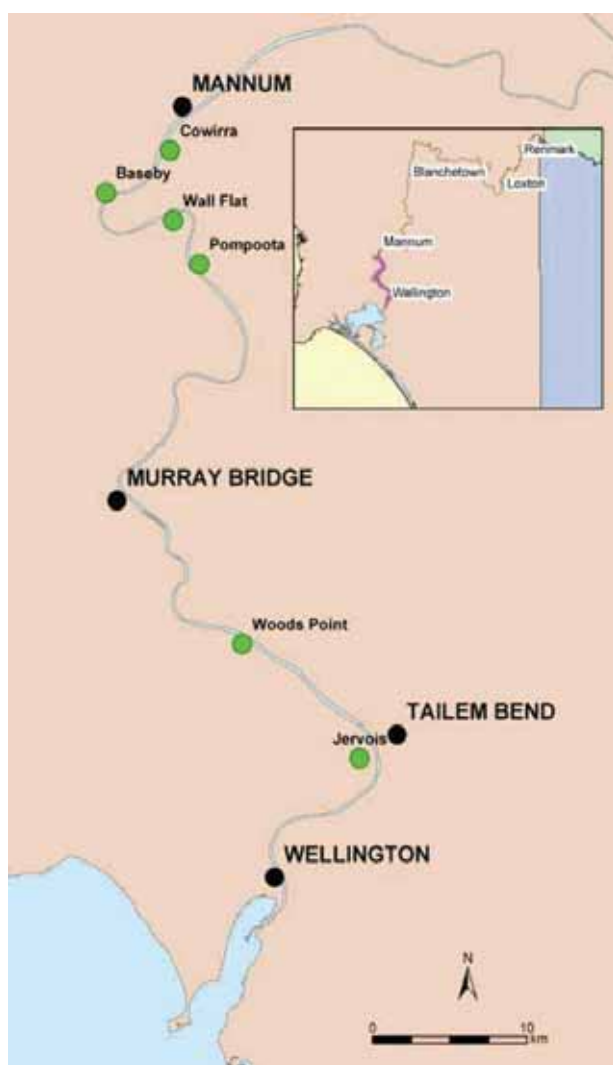 MANNUM
Cowirra
Baseby
Wall Flat
Pompoota
Renmark
Blanchetown
Loxton
Mannum
Wellington
MURRAY BRIDGE
Woods Point
TAILEM BEND
Jervois
WELLINGTON
N
0 10
km